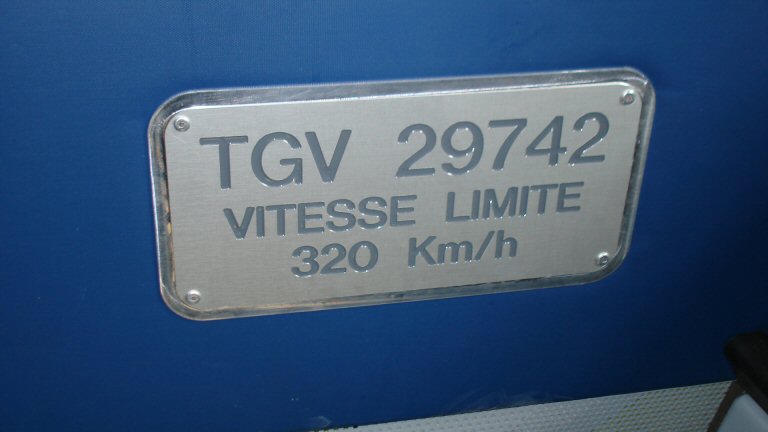 TGV 29742
VITESSE LIMITE
320 Km/h